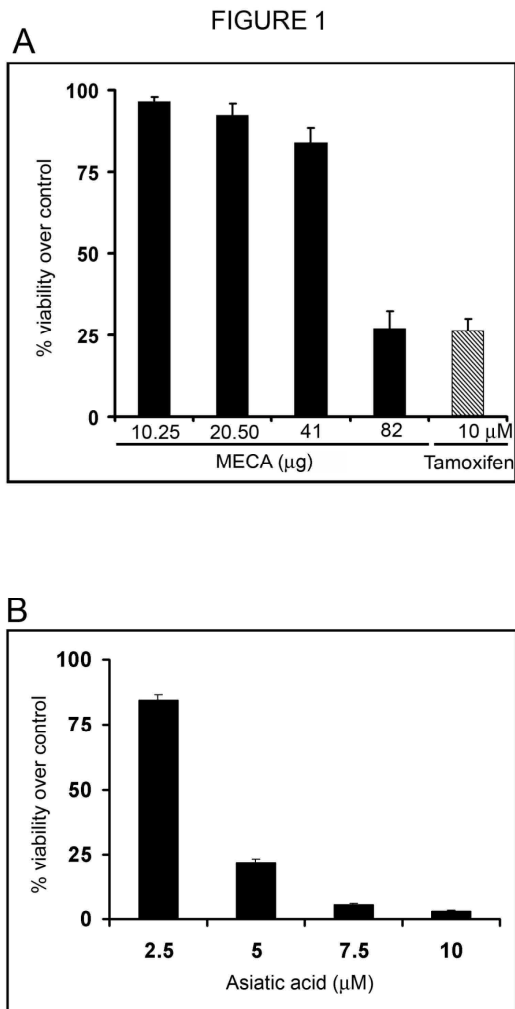 FIGURE 1
A
% viability over control
100
75
50
25
0
10.25 20.50 41 82 10 μM
MECA (μg) Tamoxifen
B
% viability over control
100
75
50
25
0
2.5 5 7.5 10
Asiatic acid (μM)